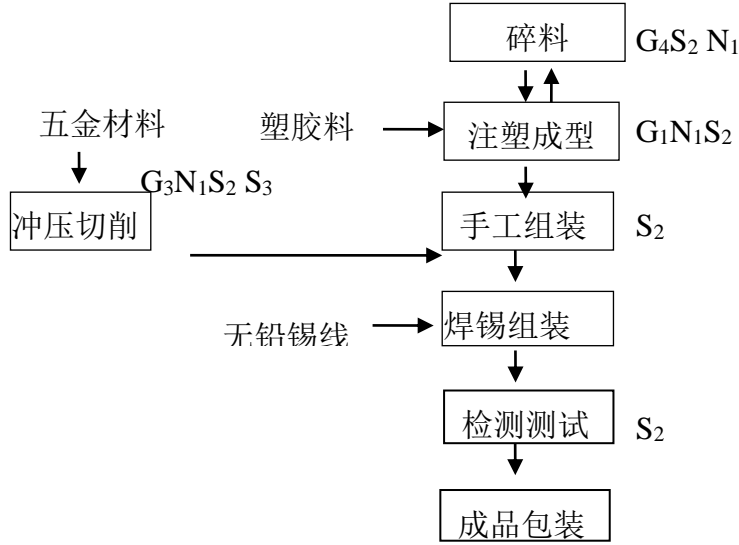 碎料 G₄S₂ N₁
五金材料 塑胶料 注塑成型 G₁N₁S₂
G₃N₁S₂ S₃
冲压切削 手工组装 S₂
无铅锡线 焊锡组装
检测测试 S₂
成品包装